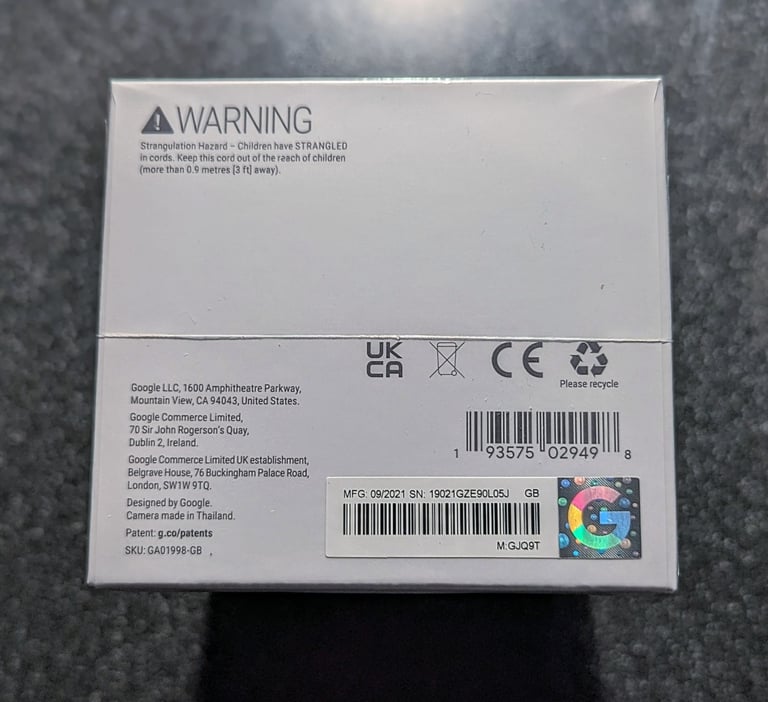 WARNING
Strangulation Hazard – Children have STRANGLED
in cords. Keep this cord out of the reach of children
(more than 0.9 metres [3 ft] away).
UK
CA
CE
Please recycle
Google LLC, 1600 Amphitheatre Parkway,
Mountain View, CA 94043, United States.
Google Commerce Limited,
70 Sir John Rogerson's Quay,
Dublin 2, Ireland.
Google Commerce Limited UK establishment,
Belgrave House, 76 Buckingham Palace Road,
London, SW1W 9TQ.
Designed by Google.
Camera made in Thailand.
Patent: g.co/patents
SKU: GA01998-GB
1 93575 02949 8
MFG: 09/2021 SN: 19021GZE90L05J GB
M:GJQ9T
G